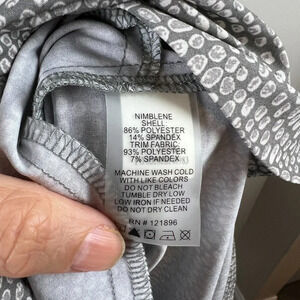 NIMBLENE
SHELL:
86% POLYESTER
14% SPANDEX
TRIM FABRIC:
93% POLYESTER
7% SPANDEX
MACHINE WASH COLD
WITH LIKE COLORS
DO NOT BLEACH
TUMBLE DRY LOW
LOW IRON IF NEEDED
DO NOT DRY CLEAN
RN # 121896